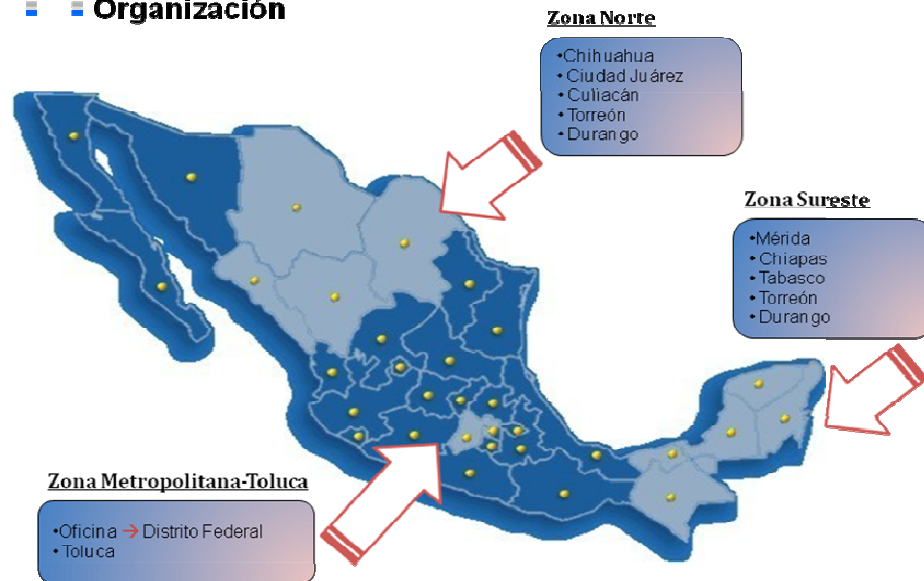 Organización
Zona Norte
•Chihuahua
• Ciudad Juárez
• Culiacán
• Torreón
• Durango
Zona Sureste
•Mérida
• Chiapas
• Tabasco
• Torreón
• Durango
Zona Metropolitana-Toluca
•Oficina → Distrito Federal
• Toluca